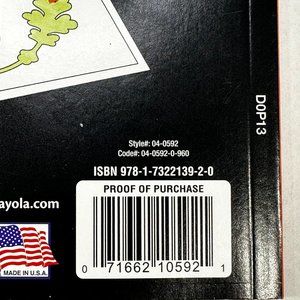 Style#: 04-0592
Code#: 04-0592-0-960
ISBN 978-1-7322139-2-0
PROOF OF PURCHASE
0 71662 10592 1
ayola.com
MADE IN U.S.A.
D0P13